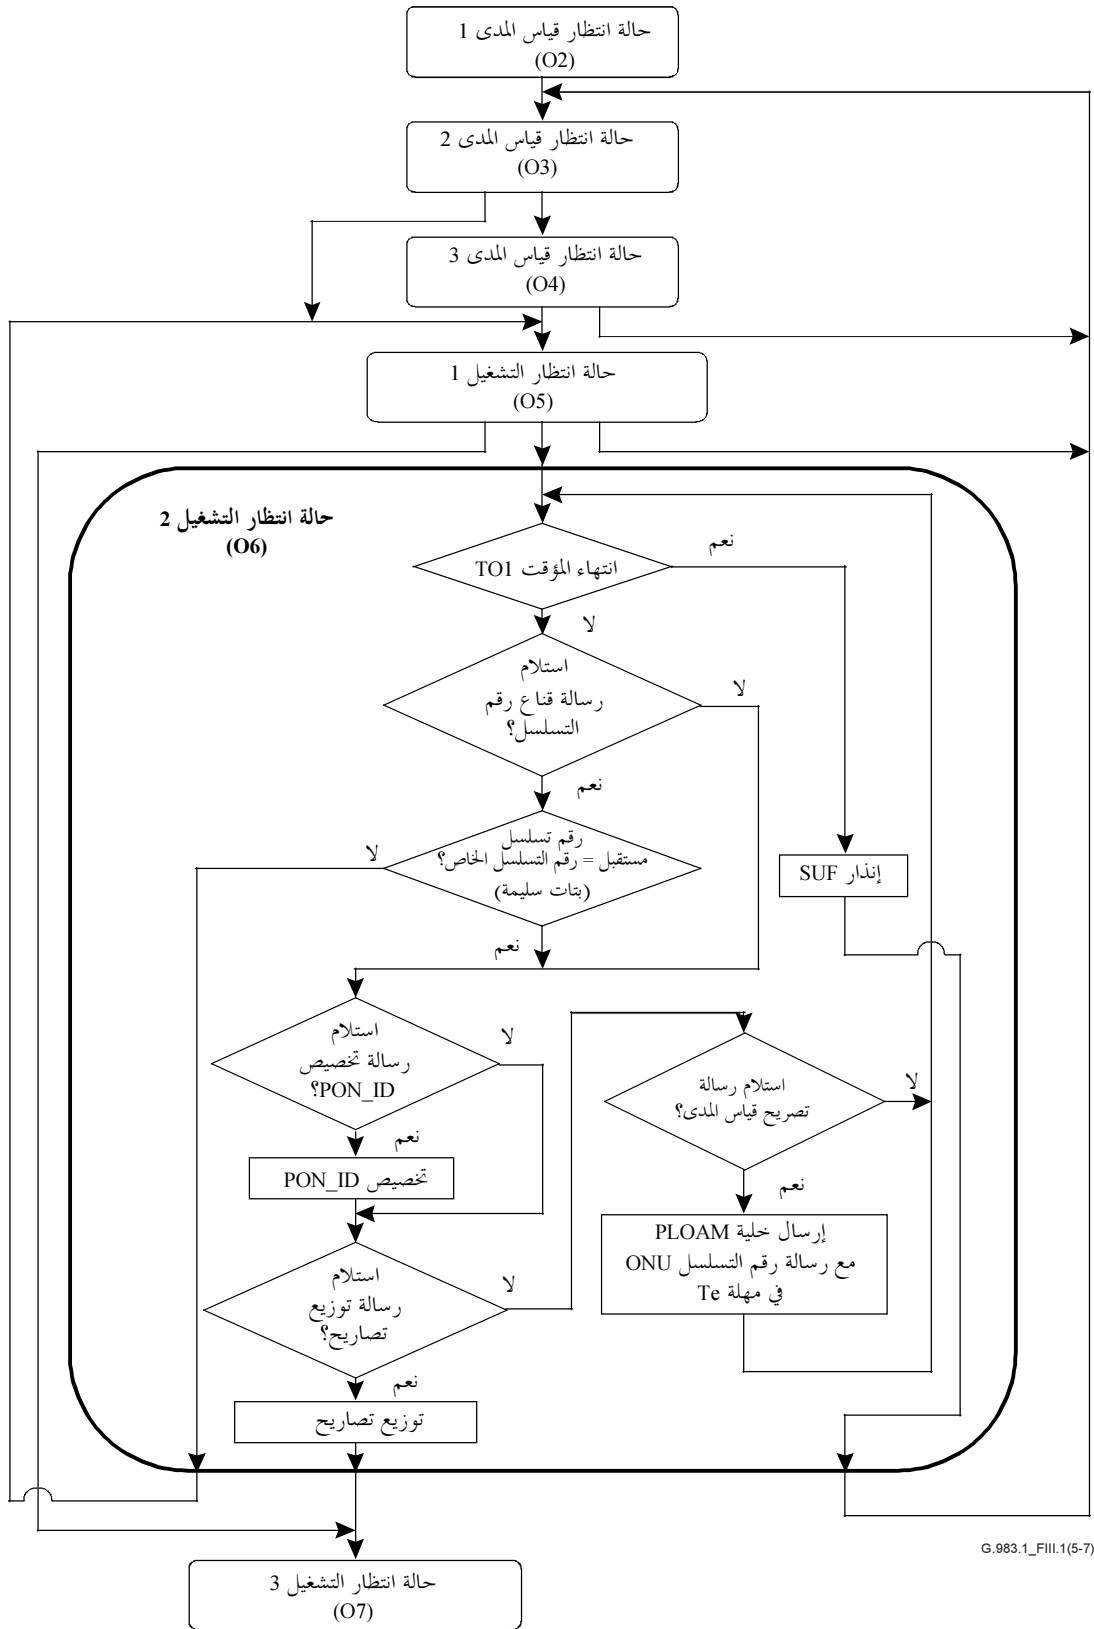 حالة انتظار قياس المدى 1
(O2)
حالة انتظار قياس المدى 2
(O3)
حالة انتظار قياس المدى 3
(O4)
حالة انتظار التشغيل 1
(O5)
حالة انتظار التشغيل 2
(O6)
نعم
انتهاء المؤقت TO1
لا
استلام
رسالة قناع رقم
التسلسل؟
لا
نعم
رقم تسلسل
مستقبل = رقم التسلسل الخاص؟
(بتات سليمة)
لا
إنذار SUF
نعم
استلام
رسالة تخصيص
PON_ID؟
لا
استلام رسالة
تصريح قياس المدى؟
لا
نعم
تخصيص PON_ID
نعم
إرسال خلية PLOAM
مع رسالة رقم التسلسل ONU
في مهلة Te
استلام
رسالة توزيع
تصاريح؟
لا
نعم
توزيع تصاريح
حالة انتظار التشغيل 3
(O7)
G.983.1_FIII.1(5-7)